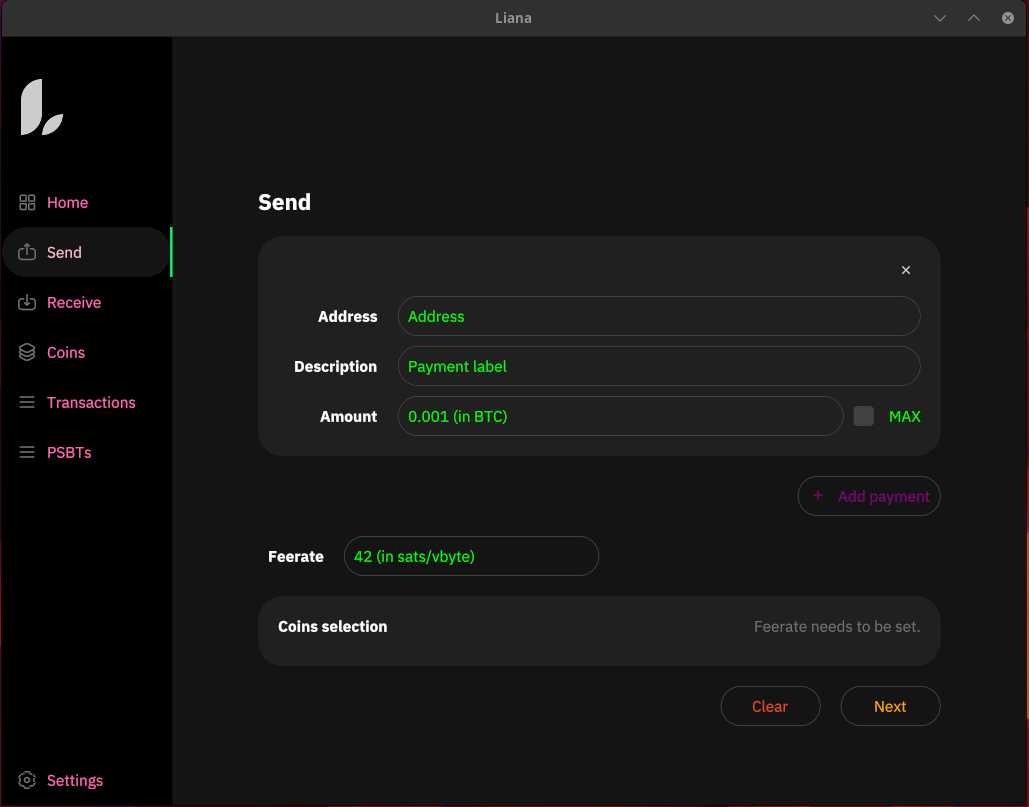 Liana
Home
Send
Receive
Coins
Transactions
PSBTs
Settings
Send
Address Address
Description Payment label
Amount 0.001 (in BTC) MAX
+ Add payment
Feerate 42 (in sats/vbyte)
Coins selection Feerate needs to be set.
Clear Next